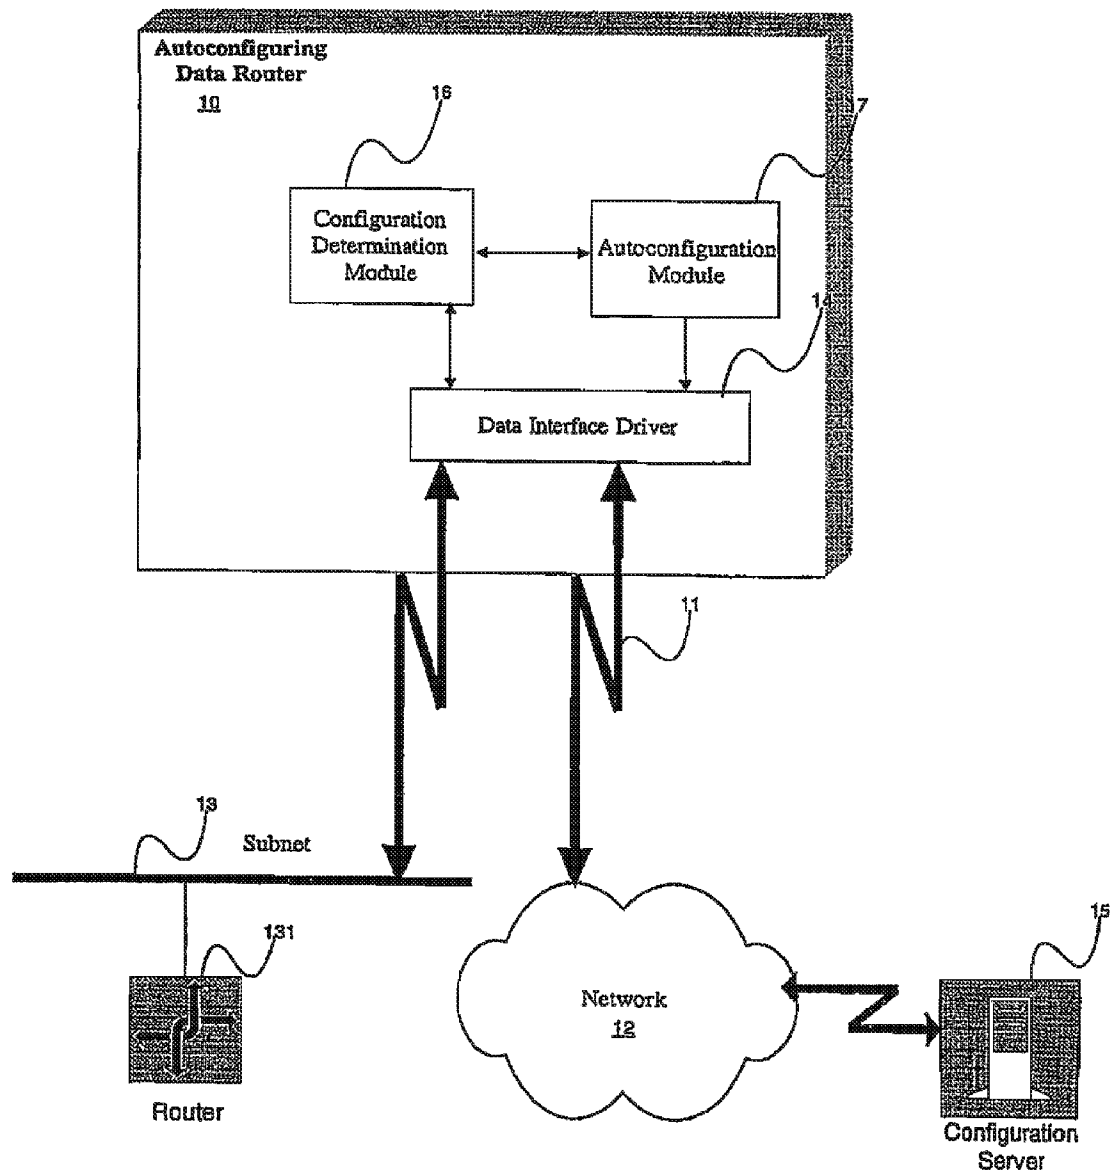 Autoconfiguring
Data Router
10
16
17
Configuration
Determination
Module
Autoconfiguration
Module
14
Data Interface Driver
11
13
Subnet
131
Router
Network
12
15
Configuration
Server